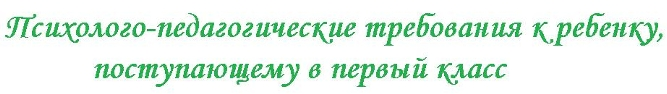 Психолого-педагогические требования к ребенку,
поступающему в первый класс